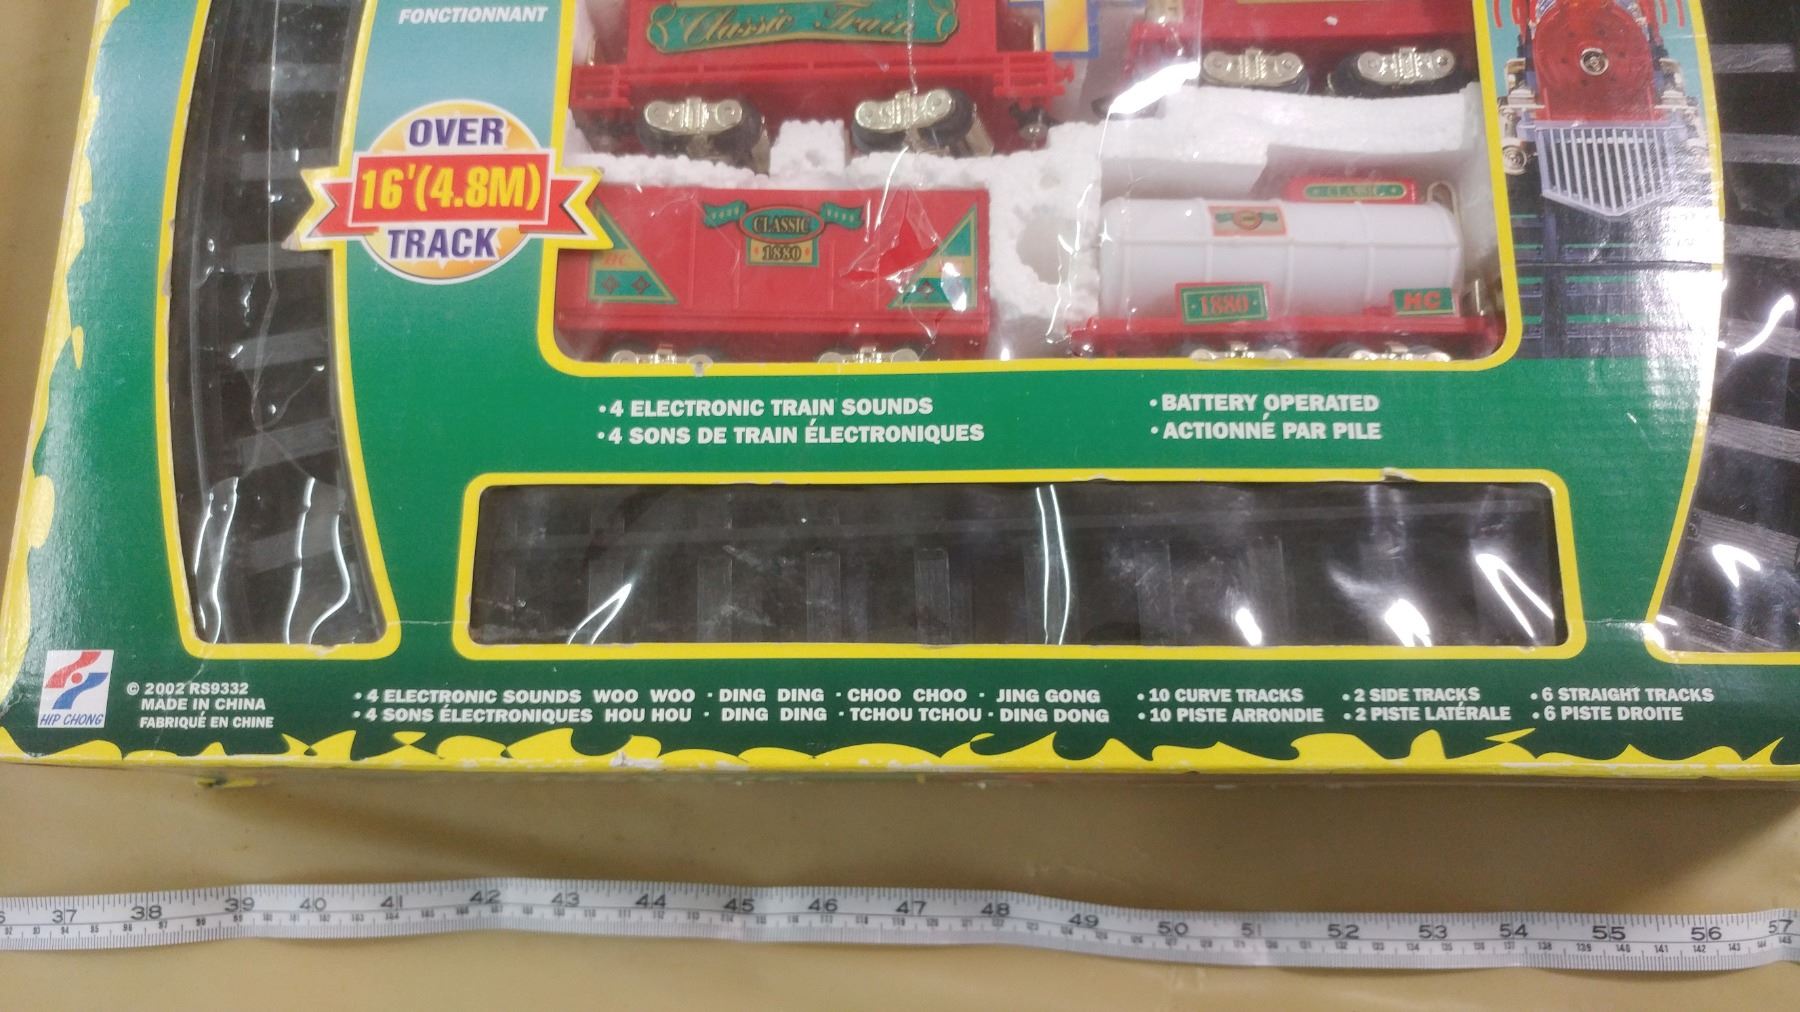 FONCTIONNANT
Classic Train
OVER
16'(4.8M)
TRACK
CLASSIC
1880
HC
CLASSIC
1880
HC
•4 ELECTRONIC TRAIN SOUNDS
•4 SONS DE TRAIN ÉLECTRONIQUES
•BATTERY OPERATED
•ACTIONNÉ PAR PILE
HIP CHONG
© 2002 RS9332
MADE IN CHINA
FABRIQUÉ EN CHINE
•4 ELECTRONIC SOUNDS WOO WOO · DING DING · CHOO CHOO · JING GONG
•4 SONS ÉLECTRONIQUES HOU HOU · DING DING · TCHOU TCHOU · DING DONG
•10 CURVE TRACKS
•10 PISTE ARRONDIE
•2 SIDE TRACKS
•2 PISTE LATÉRALE
•6 STRAIGHT TRACKS
•6 PISTE DROITE
37 38 39 40 41 42 43 44 45 46 47 48 49 50 51 52 53 54 55 56 57